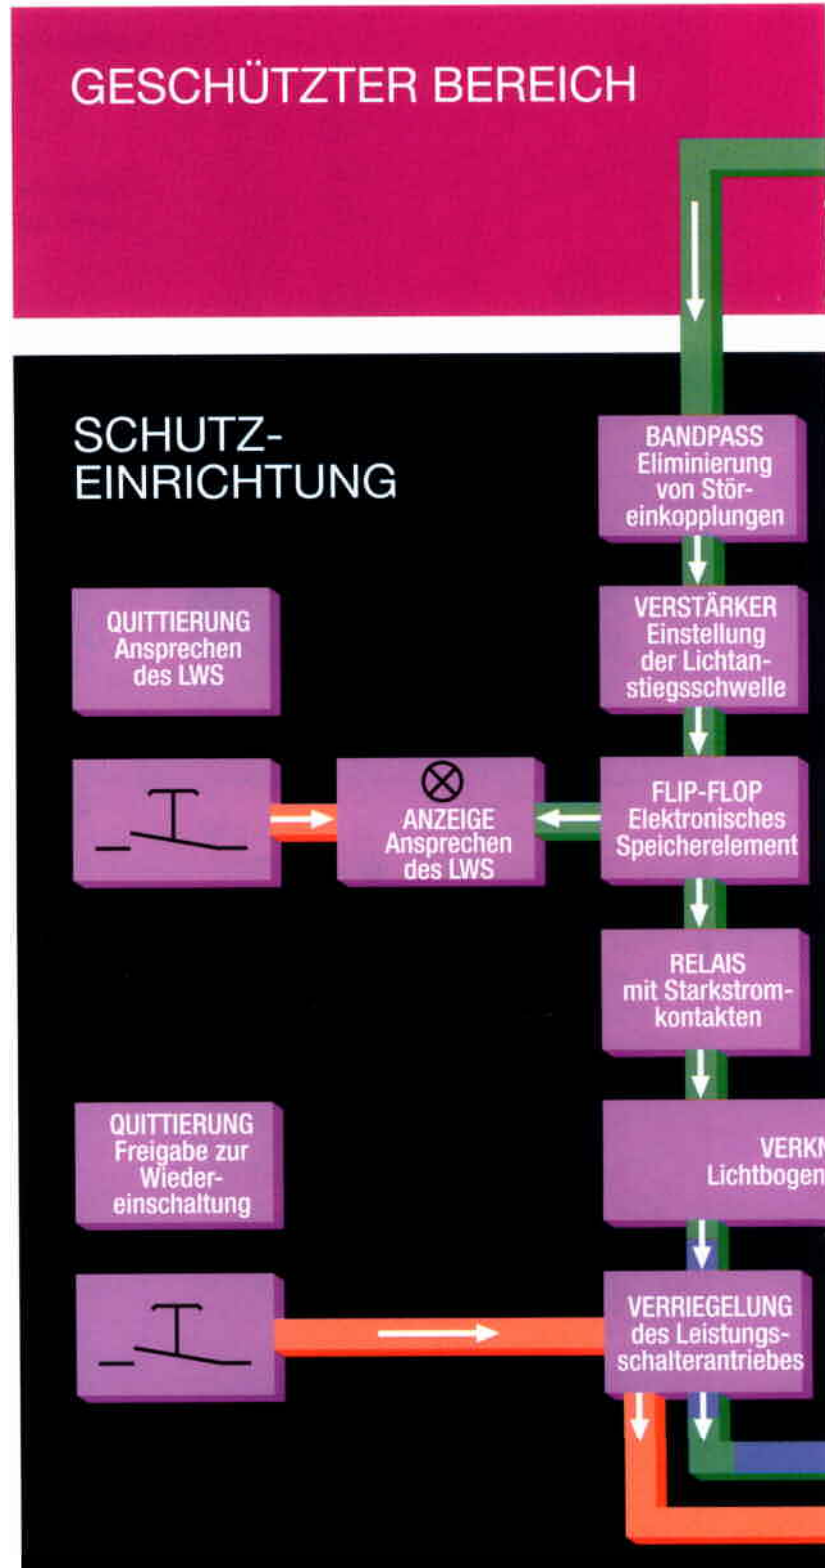 GESCHÜTZTER BEREICH
SCHUTZ-
EINRICHTUNG
BANDPASS
Eliminierung
von Stör-
einkopplungen
QUITTIERUNG
Ansprechen
des LWS
VERSTÄRKER
Einstellung
der Lichtan-
stiegsschwelle
ANZEIGE
Ansprechen
des LWS
FLIP-FLOP
Elektronisches
Speicherelement
RELAIS
mit Starkstrom-
kontakten
QUITTIERUNG
Freigabe zur
Wieder-
einschaltung
VERKN
Lichtbogen
VERRIEGELUNG
des Leistungs-
schalterantriebes